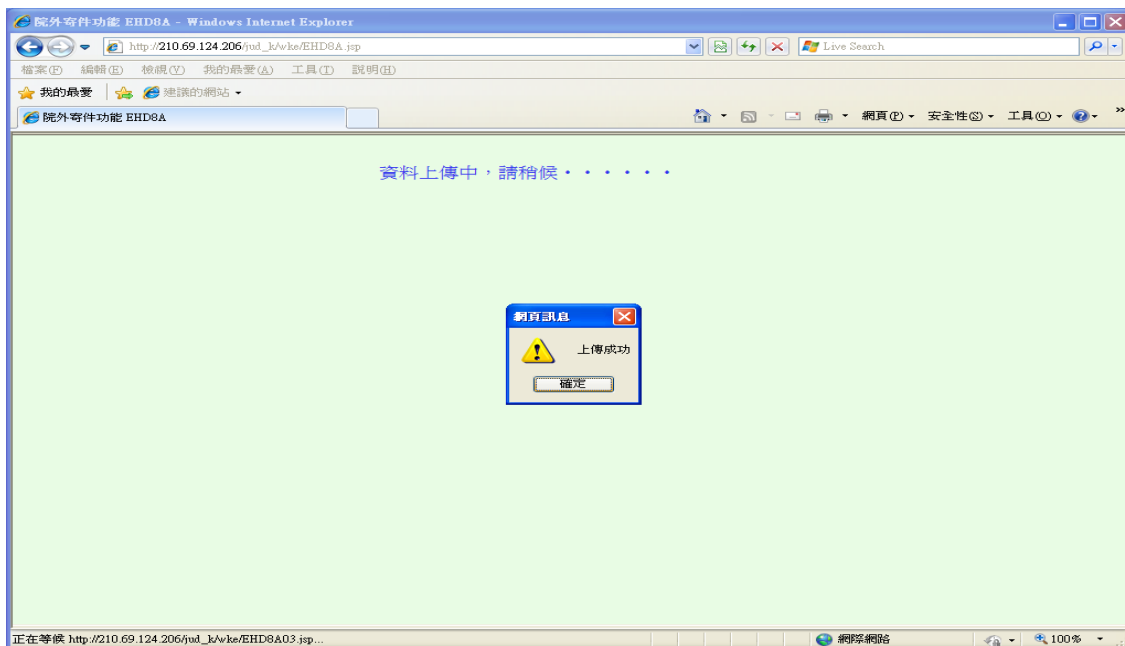 院外寄件功能 EHD8A - Windows Internet Explorer
http://210.69.124.206/jud_k/wke/EHD8A.jsp
Live Search
檔案(F) 編輯(E) 檢視(V) 我的最愛(A) 工具(T) 說明(H)
我的最愛 建議的網站
院外寄件功能 EHD8A
網頁(P) 安全性(S) 工具(O) »
資料上傳中，請稍候・・・・・・
網頁訊息
上傳成功
確定
正在等候 http://210.69.124.206/jud_k/wke/EHD8A03.jsp...
網際網路
100%